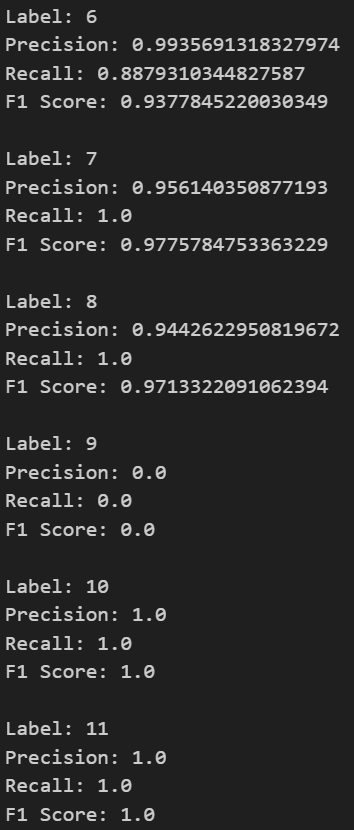 Label: 6
Precision: 0.9935691318327974
Recall: 0.8879310344827587
F1 Score: 0.9377845220030349
Label: 7
Precision: 0.956140350877193
Recall: 1.0
F1 Score: 0.9775784753363229
Label: 8
Precision: 0.9442622950819672
Recall: 1.0
F1 Score: 0.9713322091062394
Label: 9
Precision: 0.0
Recall: 0.0
F1 Score: 0.0
Label: 10
Precision: 1.0
Recall: 1.0
F1 Score: 1.0
Label: 11
Precision: 1.0
Recall: 1.0
F1 Score: 1.0